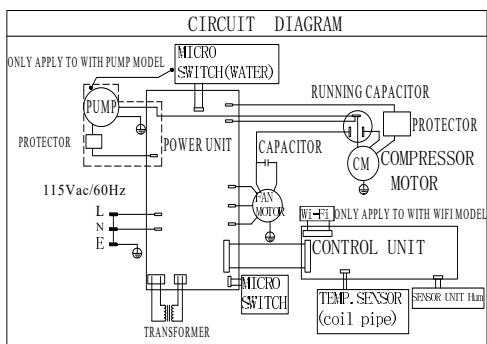 CIRCUIT DIAGRAM
ONLY APPLY TO WITH PUMP MODEL
MICRO
SWITCH(WATER)
RUNNING CAPACITOR
PUMP
PROTECTOR
POWER UNIT
CAPACITOR
PROTECTOR
CM
COMPRESSOR
MOTOR
115Vac/60Hz
L
N
E
FAN
MOTOR
Wi-Fi
ONLY APPLY TO WITH WIFI MODEL
CONTROL UNIT
MICRO
SWITCH
TEMP.SENSOR
(coil pipe)
SENSOR UNIT Hum
TRANSFORMER